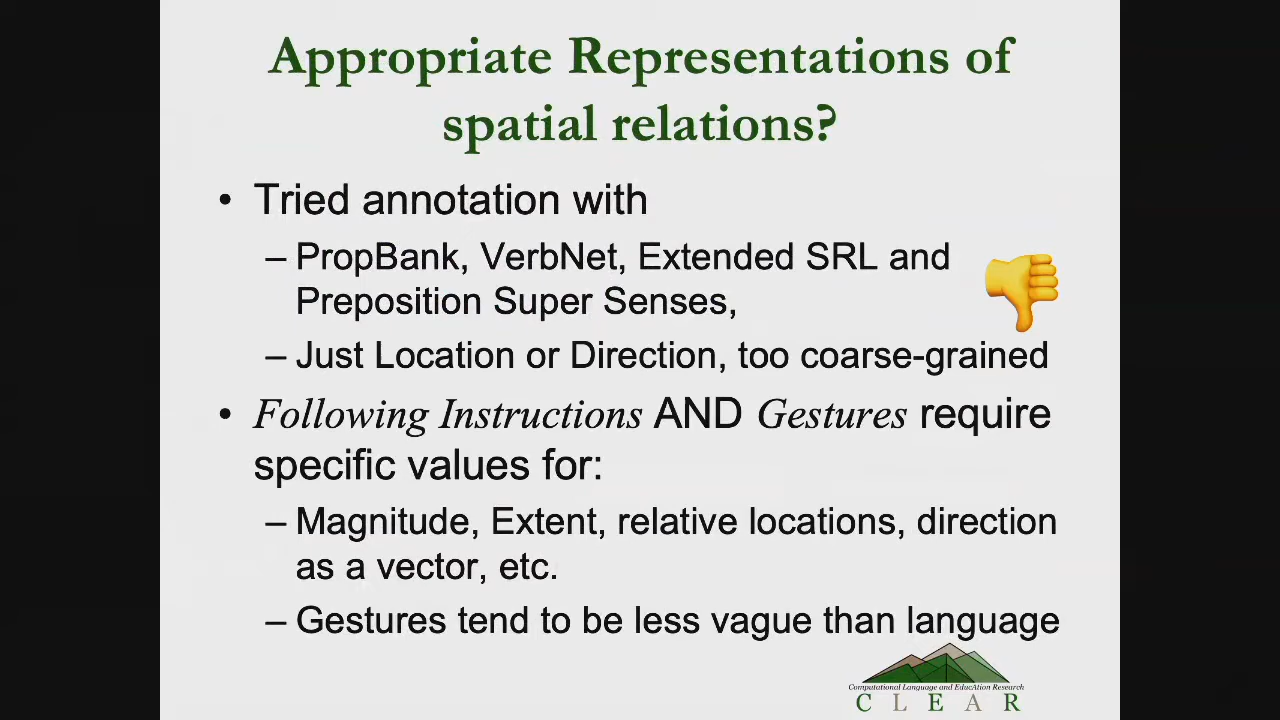 Appropriate Representations of
spatial relations?
• Tried annotation with
– PropBank, VerbNet, Extended SRL and
Preposition Super Senses,
– Just Location or Direction, too coarse-grained
• Following Instructions AND Gestures require
specific values for:
– Magnitude, Extent, relative locations, direction
as a vector, etc.
– Gestures tend to be less vague than language
Computational Language and EducAtion Research
C L E A R